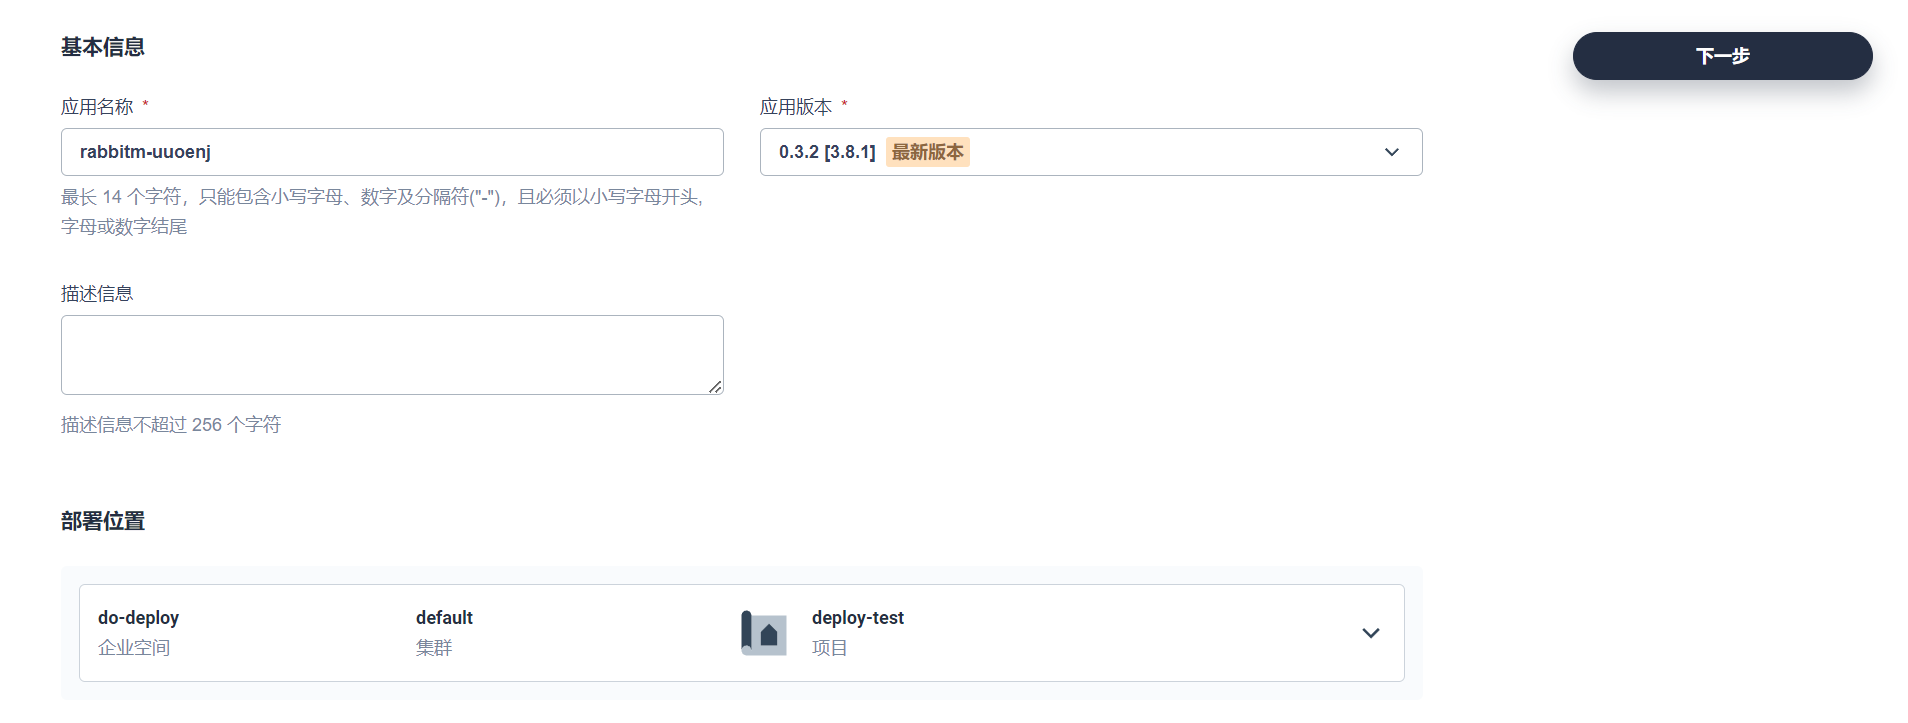 基本信息
下一步
应用名称 *
应用版本 *
rabbitm-uuoenj
0.3.2 [3.8.1] 最新版本
最长 14 个字符，只能包含小写字母、数字及分隔符("-")，且必须以小写字母开头,
字母或数字结尾
描述信息
描述信息不超过 256 个字符
部署位置
do-deploy
default
deploy-test
企业空间
集群
项目